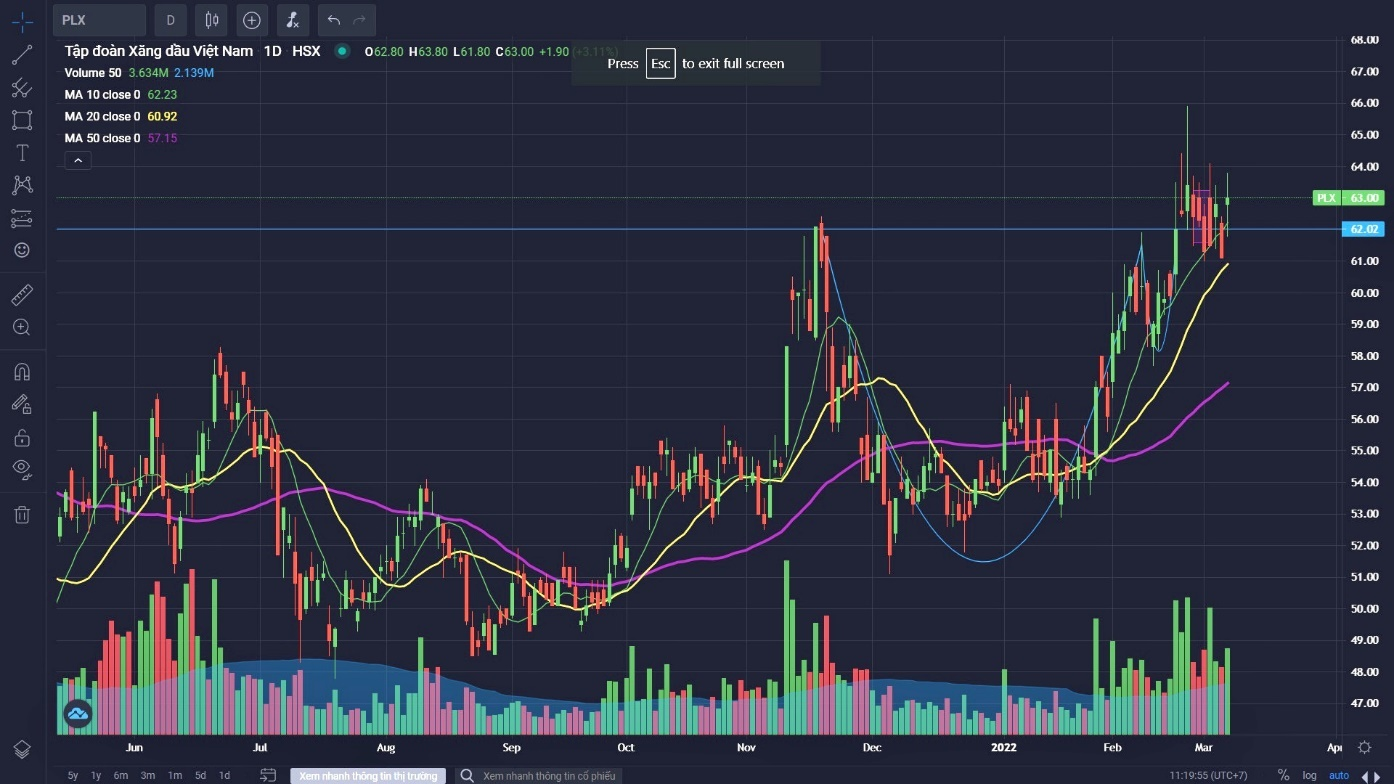 PLX D
Tập đoàn Xăng dầu Việt Nam 1D HSX O62.80 H63.80 L61.80 C63.00 +1.90 (+3.11%)
Press Esc to exit full screen
Volume 50 3.634M 2.139M
MA 10 close 0 62.23
MA 20 close 0 60.92
MA 50 close 0 57.15
68.00
67.00
66.00
65.00
64.00
PLX 63.00
62.02
61.00
60.00
59.00
58.00
57.00
56.00
55.00
54.00
53.00
52.00
51.00
50.00
49.00
48.00
47.00
Jun Jul Aug Sep Oct Nov Dec 2022 Feb Mar Ap
5y 1y 6m 3m 1m 5d 1d Xem nhanh thông tin thị trường Xem nhanh thông tin cổ phiếu 11:19:55 (UTC+7) % log auto